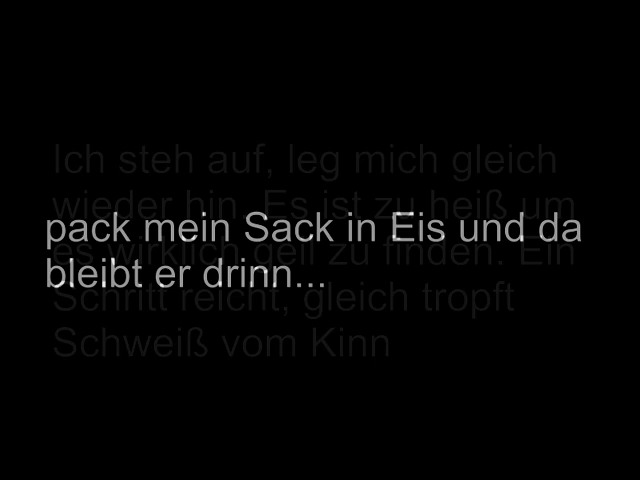 Ich steh auf, leg mich gleich
wieder hin. Es ist zu heiß um
es wirklich geil zu finden. Ein
Schritt reicht, gleich tropft
Schweiß vom Kinn
pack mein Sack in Eis und da
bleibt er drinn...